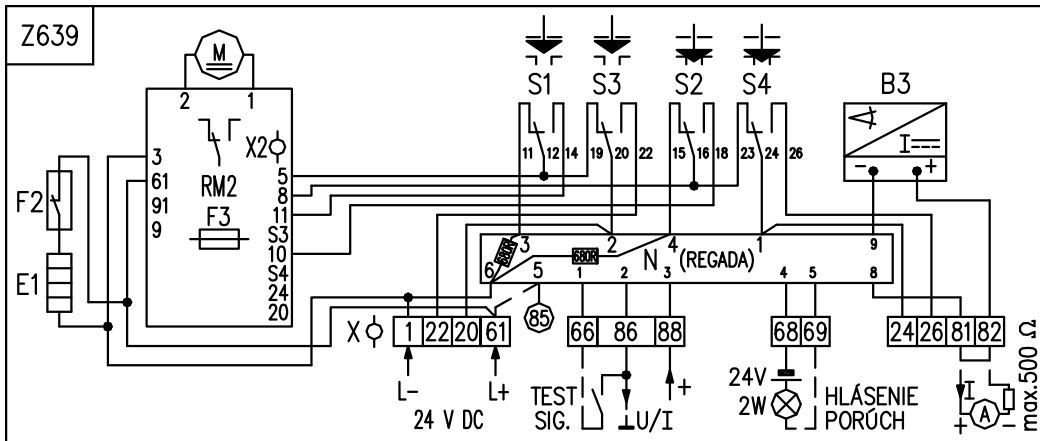 Z639
M
S1 S3 S2 S4 B3
2 1
3
61
91
9
X2
RM2
F3
5
8
11
S3
10
S4
24
20
F2
E1
11 12 14 19 20 22 15 16 18 23 24 26
I
- +
3 2 4 1 9
680R 680R
N (REGADA)
6 5 1 2 3 4 5 8
85
X 1 22 20 61 66 86 88 68 69 24 26 81 82
L- L+
24 V DC
TEST
SIG.
⊥U/I
+
24V
2W
HLÁSENIE
PORÚCH
I
+ A -
max.500 Ω